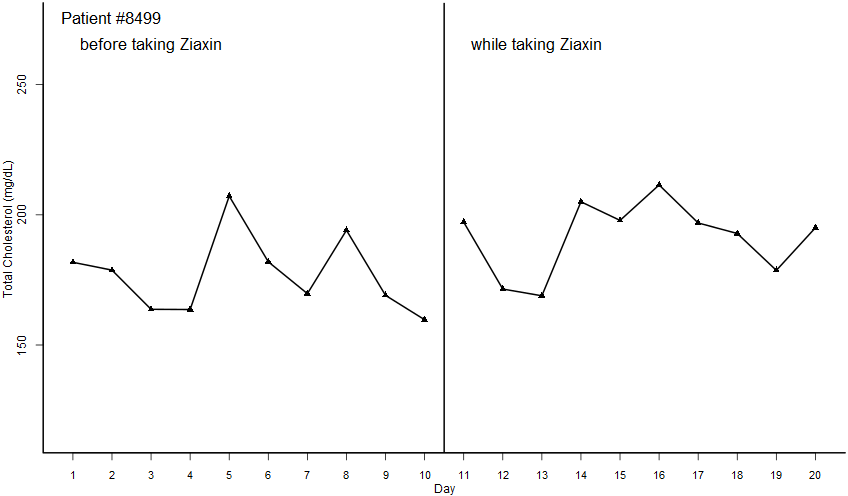 Patient #8499
before taking Ziaxin
while taking Ziaxin
Total Cholesterol (mg/dL)
250
200
150
1 2 3 4 5 6 7 8 9 10 11 12 13 14 15 16 17 18 19 20
Day